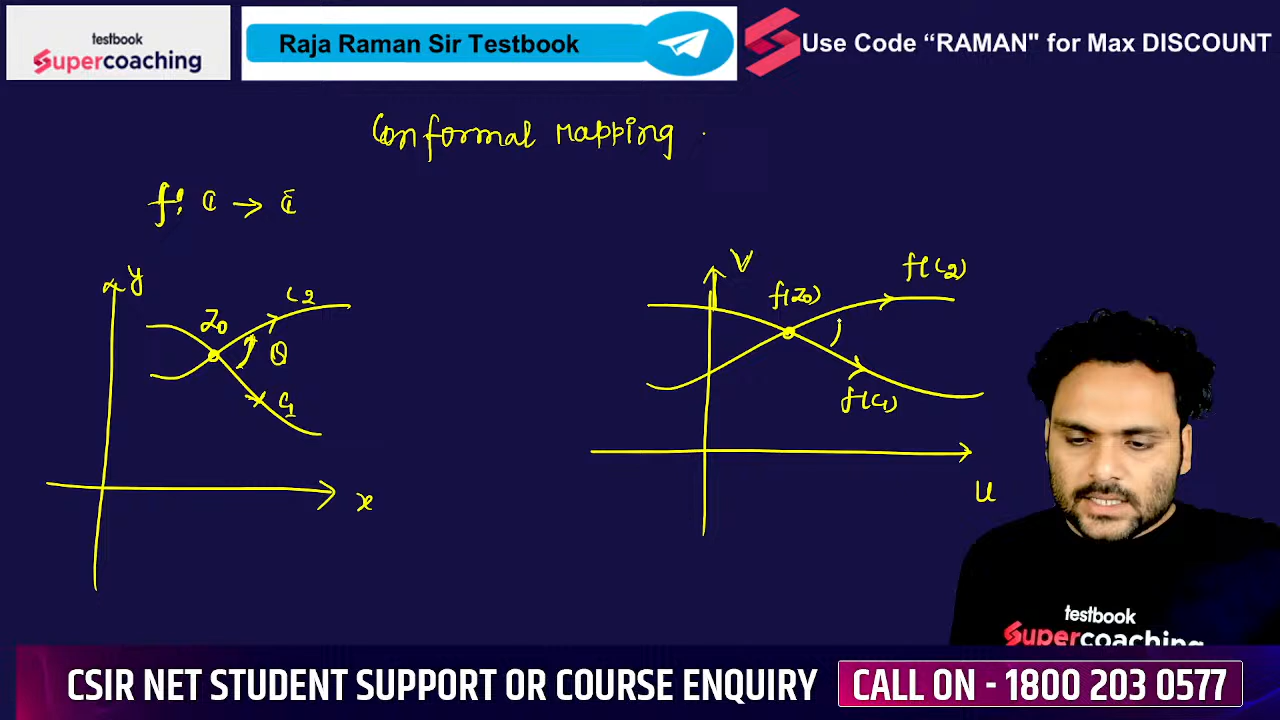 testbook
Supercoaching
Raja Raman Sir Testbook
Use Code “RAMAN" for Max DISCOUNT
Conformal Mapping
f: ℂ → ℂ
y
C2
Z0
θ
C1
x
V
f(C2)
f(Z0)
f(C1)
U
testbook
Supercoaching
CSIR NET STUDENT SUPPORT OR COURSE ENQUIRY
CALL ON - 1800 203 0577